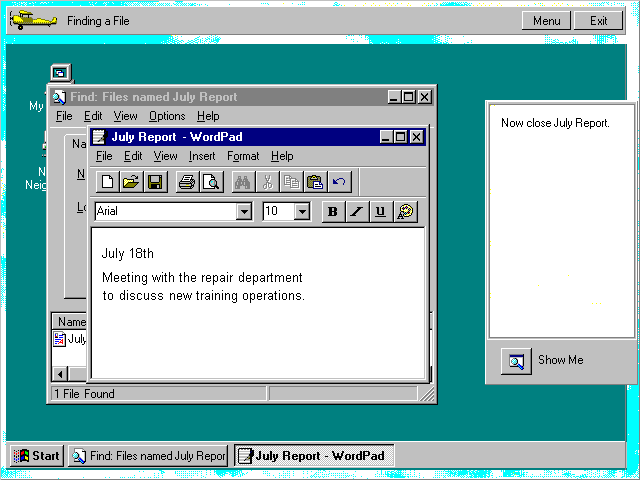 Finding a File
Menu
Exit
My
Find: Files named July Report
File Edit View Options Help
Now close July Report.
July Report - WordPad
File Edit View Insert Format Help
Arial
10
B I U
July 18th
Meeting with the repair department
to discuss new training operations.
Name
July
1 File Found
Show Me
Start
Find: Files named July Repor
July Report - WordPad